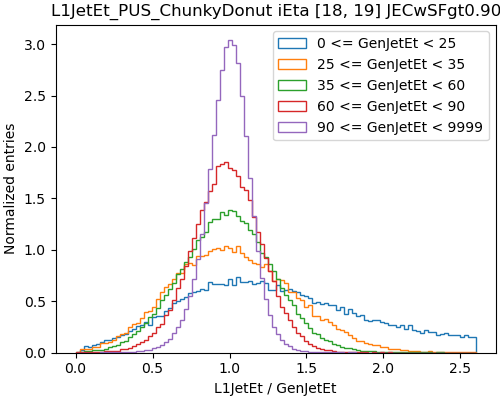 L1JetEt_PUS_ChunkyDonut iEta [18, 19] JECwSFgt0.90
0 <= GenJetEt < 25
25 <= GenJetEt < 35
35 <= GenJetEt < 60
60 <= GenJetEt < 90
90 <= GenJetEt < 9999
Normalized entries
3.0
2.5
2.0
1.5
1.0
0.5
0.0
0.0 0.5 1.0 1.5 2.0 2.5
L1JetEt / GenJetEt